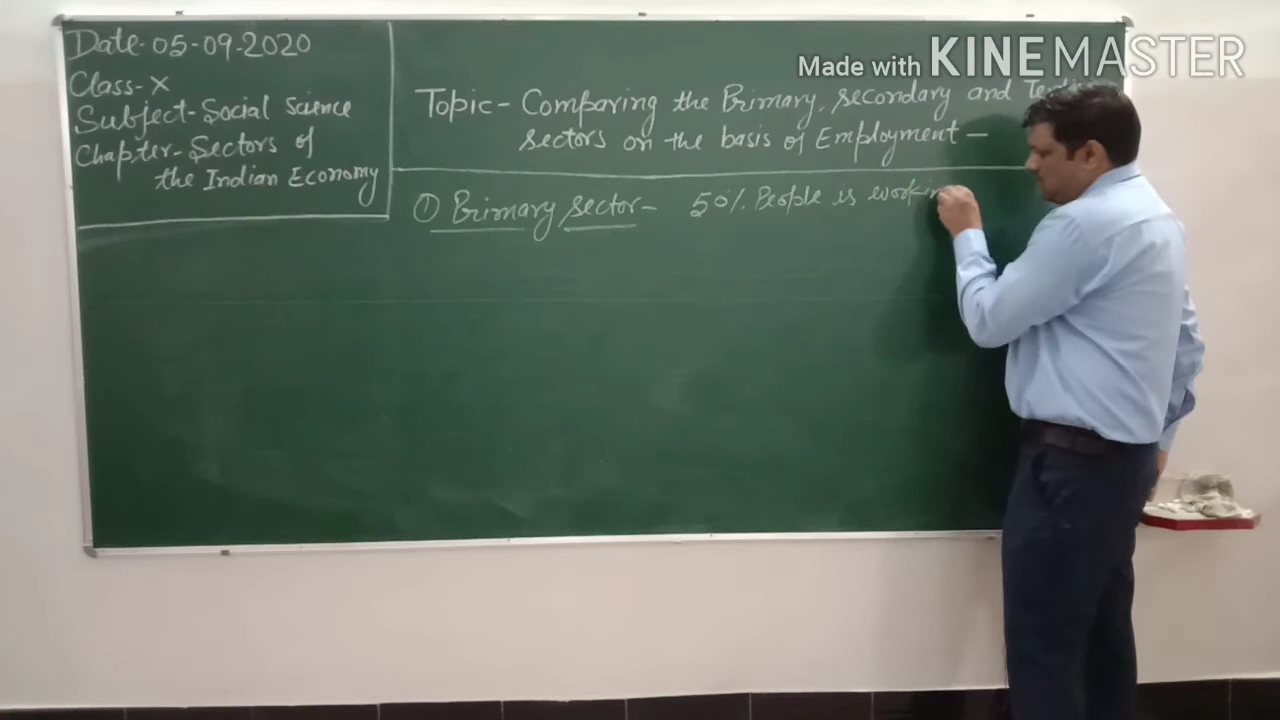 Date-05-09-2020
Class-X
Subject-Social Science
Chapter-Sectors of
the Indian Economy
Made with KINEMASTER
Topic-Comparing the Primary, secondary and
sectors on the basis of Employment-
① Primary sector- 50% People is workin